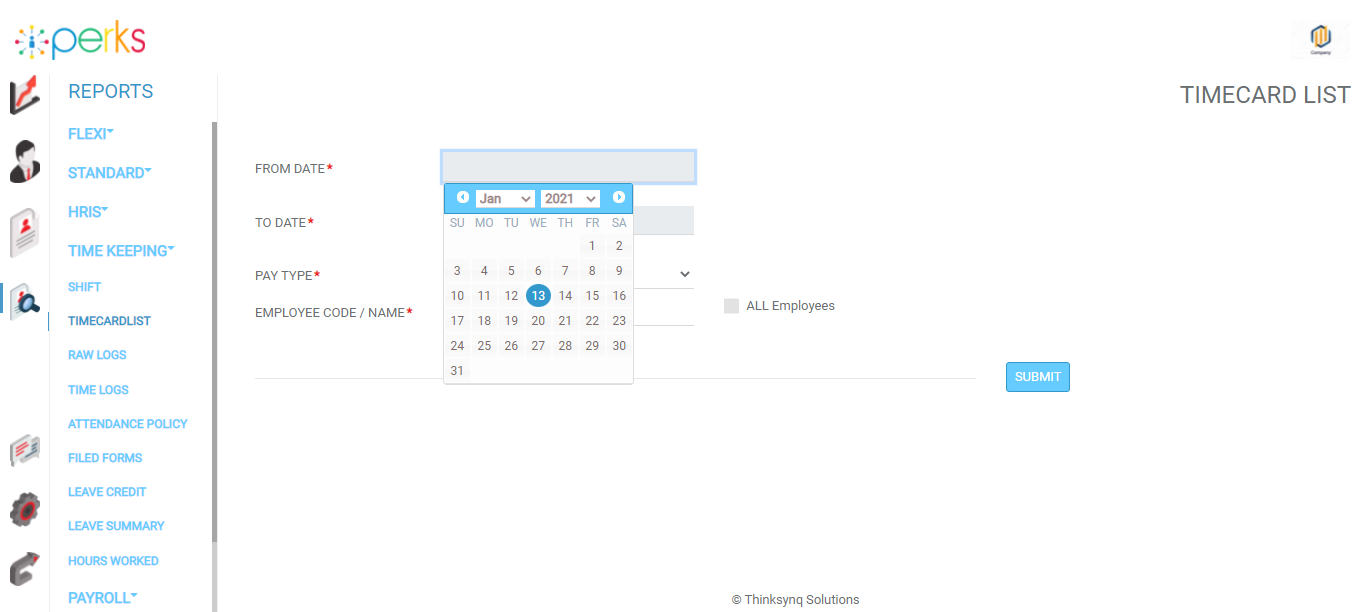 perks
Company
REPORTS
TIMECARD LIST
FLEXI
STANDARD
HRIS
TIME KEEPING
SHIFT
TIMECARDLIST
RAW LOGS
TIME LOGS
ATTENDANCE POLICY
FILED FORMS
LEAVE CREDIT
LEAVE SUMMARY
HOURS WORKED
PAYROLL
FROM DATE*
TO DATE*
PAY TYPE*
EMPLOYEE CODE / NAME*
Jan 2021
SU MO TU WE TH FR SA
1 2
3 4 5 6 7 8 9
10 11 12 13 14 15 16
17 18 19 20 21 22 23
24 25 26 27 28 29 30
31
ALL Employees
SUBMIT
© Thinksynq Solutions